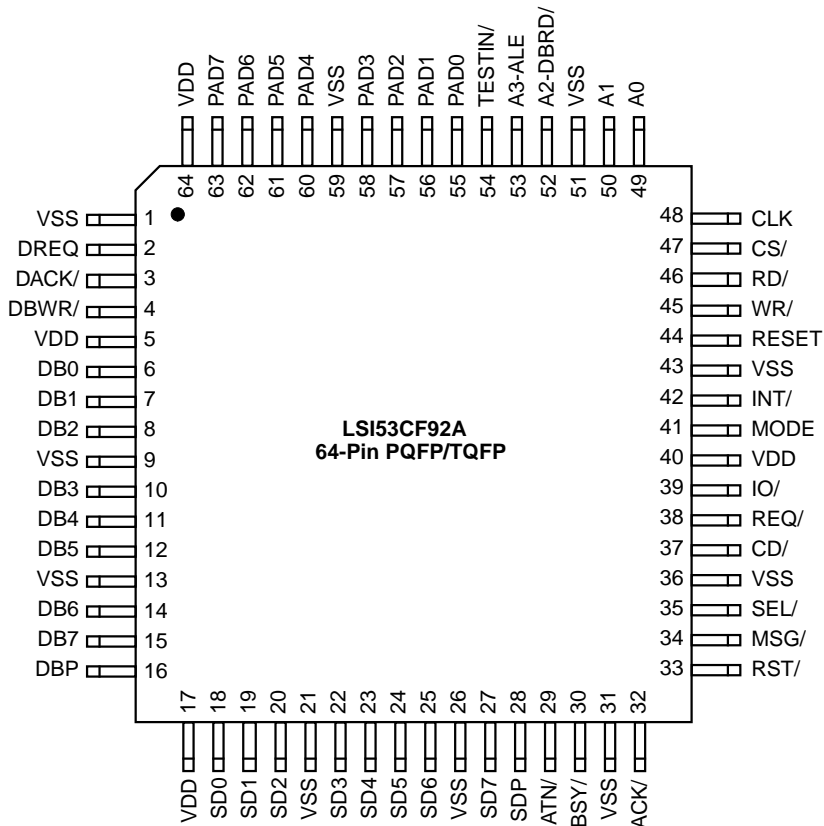 VDD PAD7 PAD6 PAD5 PAD4 VSS PAD3 PAD2 PAD1 PAD0 TESTIN/ A3-ALE A2-DBRD/ VSS A1 A0
64 63 62 61 60 59 58 57 56 55 54 53 52 51 50 49
VSS 1 48 CLK
DREQ 2 47 CS/
DACK/ 3 46 RD/
DBWR/ 4 45 WR/
VDD 5 44 RESET
DB0 6 43 VSS
DB1 7 42 INT/
DB2 8 41 MODE
VSS 9 40 VDD
DB3 10 39 IO/
DB4 11 38 REQ/
DB5 12 37 CD/
VSS 13 36 VSS
DB6 14 35 SEL/
DB7 15 34 MSG/
DBP 16 33 RST/
LSI53CF92A
64-Pin PQFP/TQFP
17 18 19 20 21 22 23 24 25 26 27 28 29 30 31 32
VDD SD0 SD1 SD2 VSS SD3 SD4 SD5 SD6 VSS SD7 SDP ATN/ BSY/ VSS ACK/